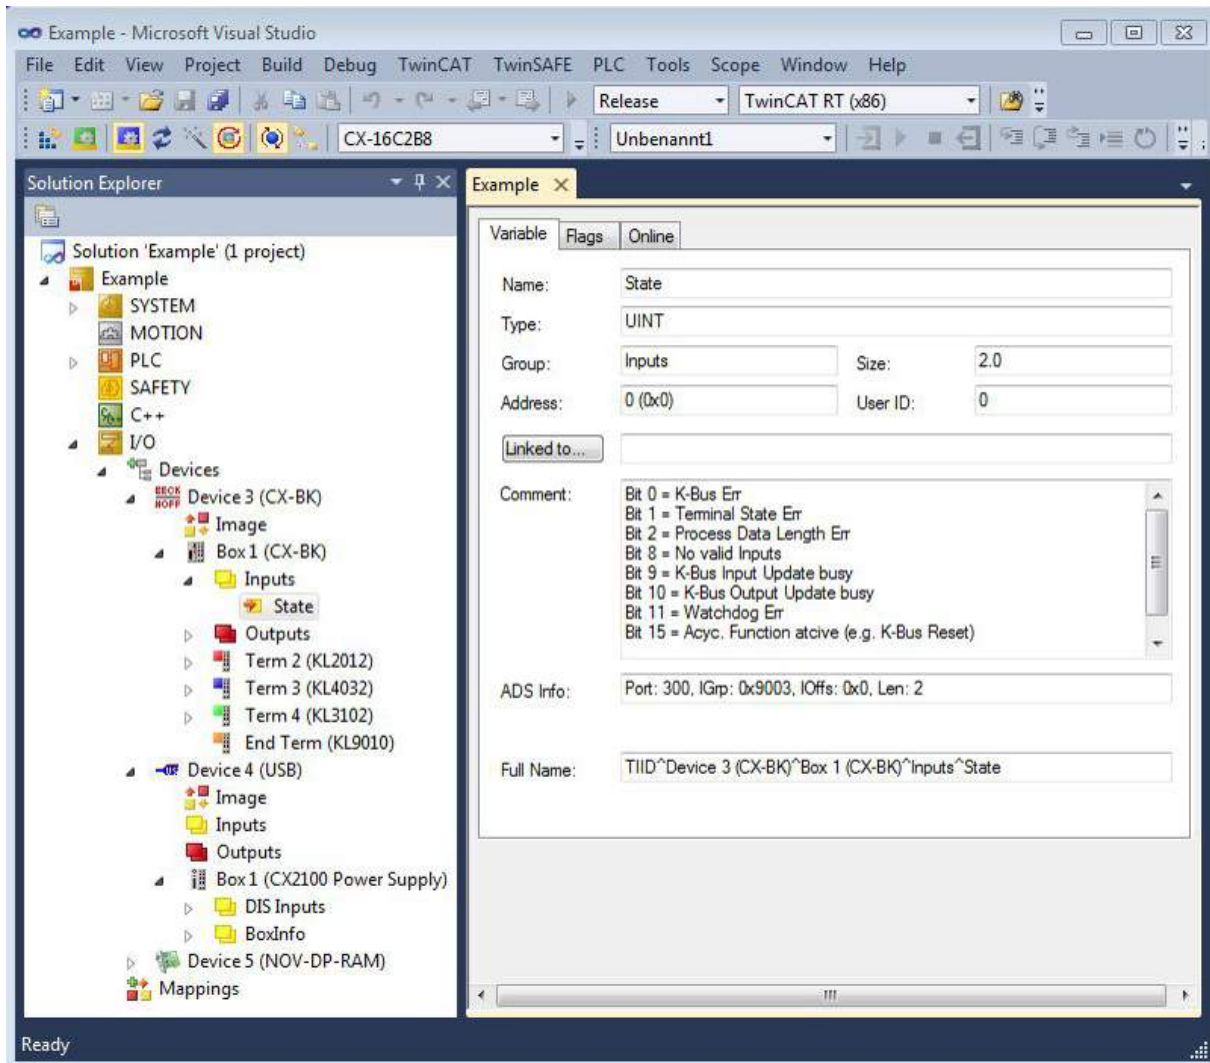 Example - Microsoft Visual Studio
File Edit View Project Build Debug TwinCAT TwinSAFE PLC Tools Scope Window Help
Release TwinCAT RT (x86)
CX-16C2B8 Unbenannt1
Solution Explorer
Example
Solution 'Example' (1 project)
Example
SYSTEM
MOTION
PLC
SAFETY
C++
I/O
Devices
BECK
HOFF
Device 3 (CX-BK)
Image
Box 1 (CX-BK)
Inputs
State
Outputs
Term 2 (KL2012)
Term 3 (KL4032)
Term 4 (KL3102)
End Term (KL9010)
Device 4 (USB)
Image
Inputs
Outputs
Box 1 (CX2100 Power Supply)
DIS Inputs
BoxInfo
Device 5 (NOV-DP-RAM)
Mappings
Variable Flags Online
Name: State
Type: UINT
Group: Inputs Size: 2.0
Address: 0 (0x0) User ID: 0
Linked to...
Comment: Bit 0 = K-Bus Err
Bit 1 = Terminal State Err
Bit 2 = Process Data Length Err
Bit 8 = No valid Inputs
Bit 9 = K-Bus Input Update busy
Bit 10 = K-Bus Output Update busy
Bit 11 = Watchdog Err
Bit 15 = Acyc. Function atcive (e.g. K-Bus Reset)
ADS Info: Port: 300, IGrp: 0x9003, IOffs: 0x0, Len: 2
Full Name: TIID^Device 3 (CX-BK)^Box 1 (CX-BK)^Inputs^State
Ready